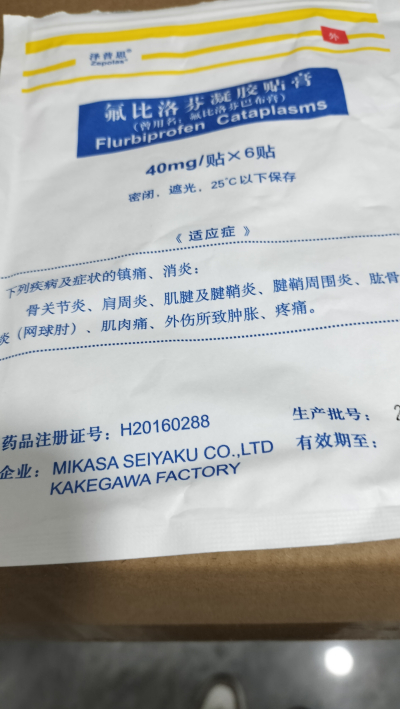 泽普思®
Zepolas®
外
氟比洛芬凝胶贴膏
(曾用名：氟比洛芬巴布膏)
Flurbiprofen Cataplasms
40mg/贴×6贴
密闭，遮光，25℃以下保存
《 适应症 》
下列疾病及症状的镇痛、消炎：
骨关节炎、肩周炎、肌腱及腱鞘炎、腱鞘周围炎、肱骨
炎（网球肘）、肌肉痛、外伤所致肿胀、疼痛。
药品注册证号：H20160288
生产批号：2
企业：MIKASA SEIYAKU CO.,LTD
KAKEGAWA FACTORY
有效期至：